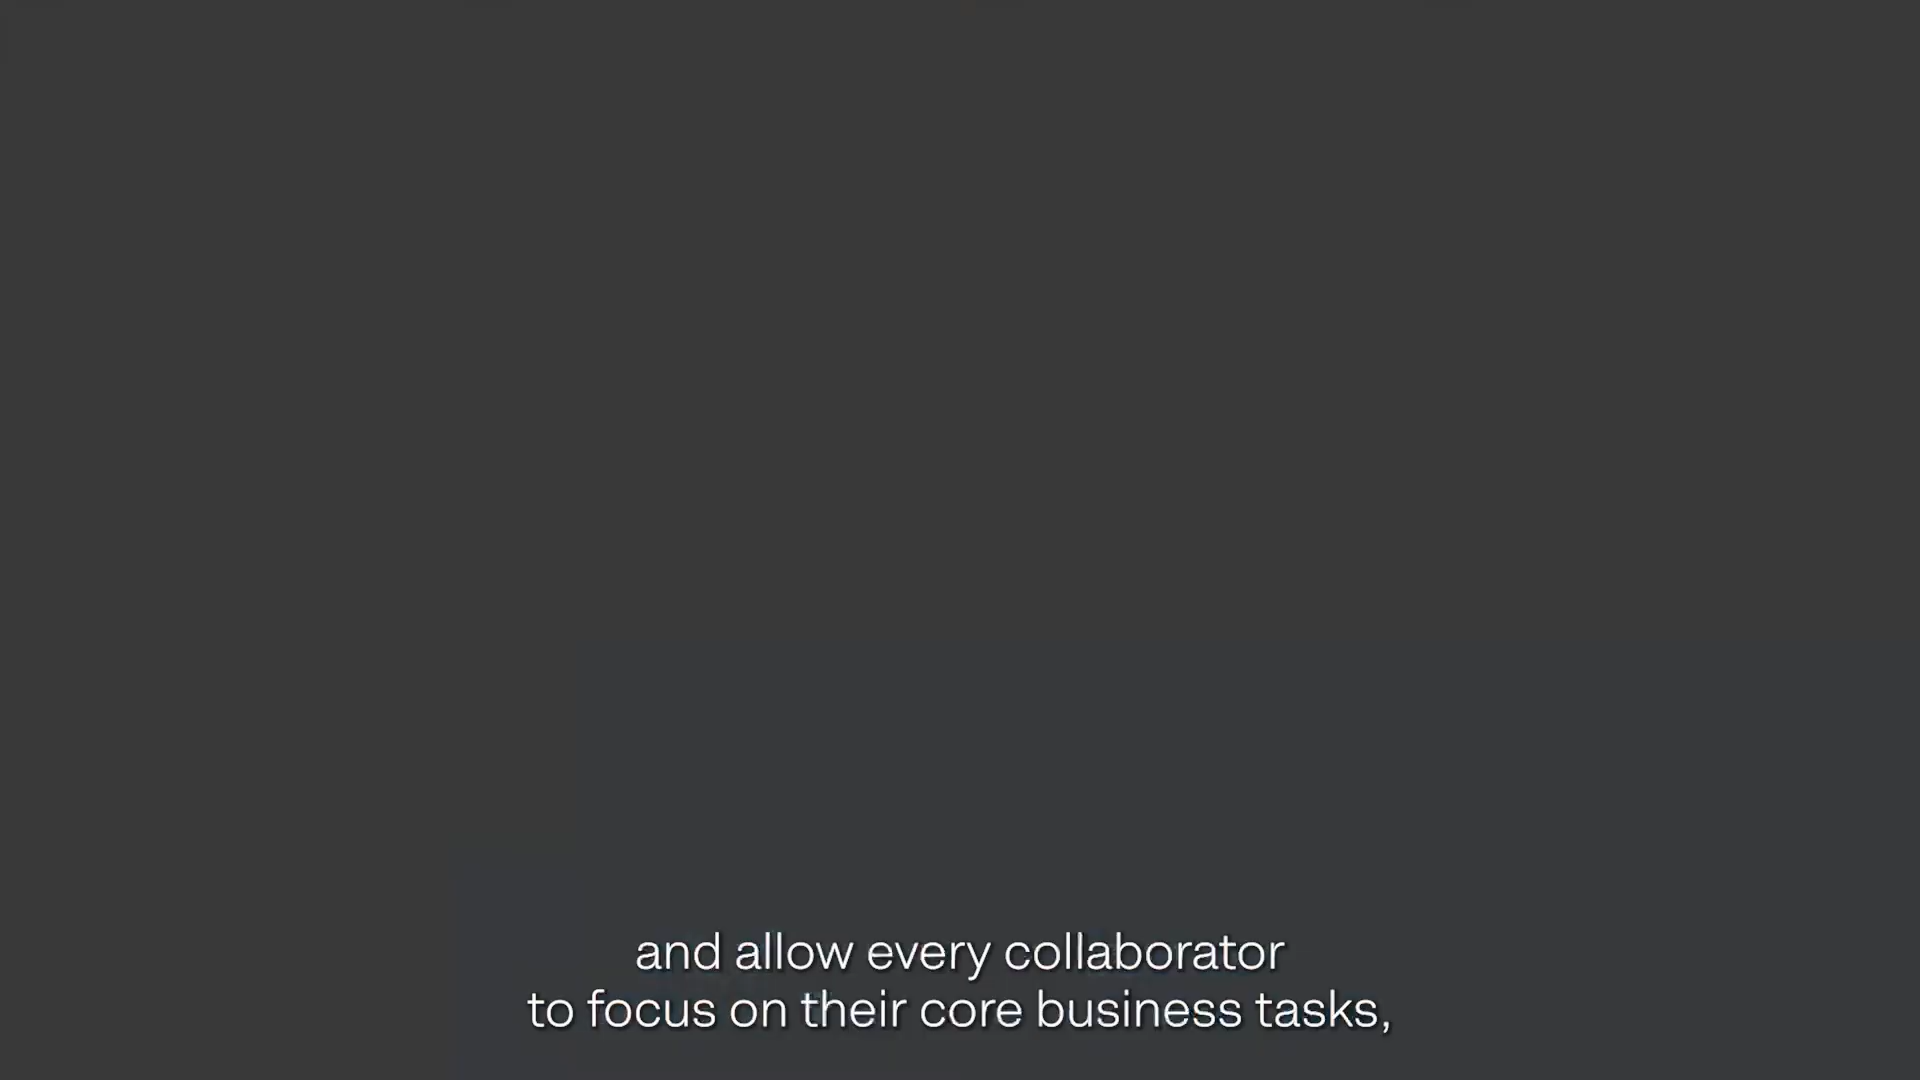 and allow every collaborator
to focus on their core business tasks,